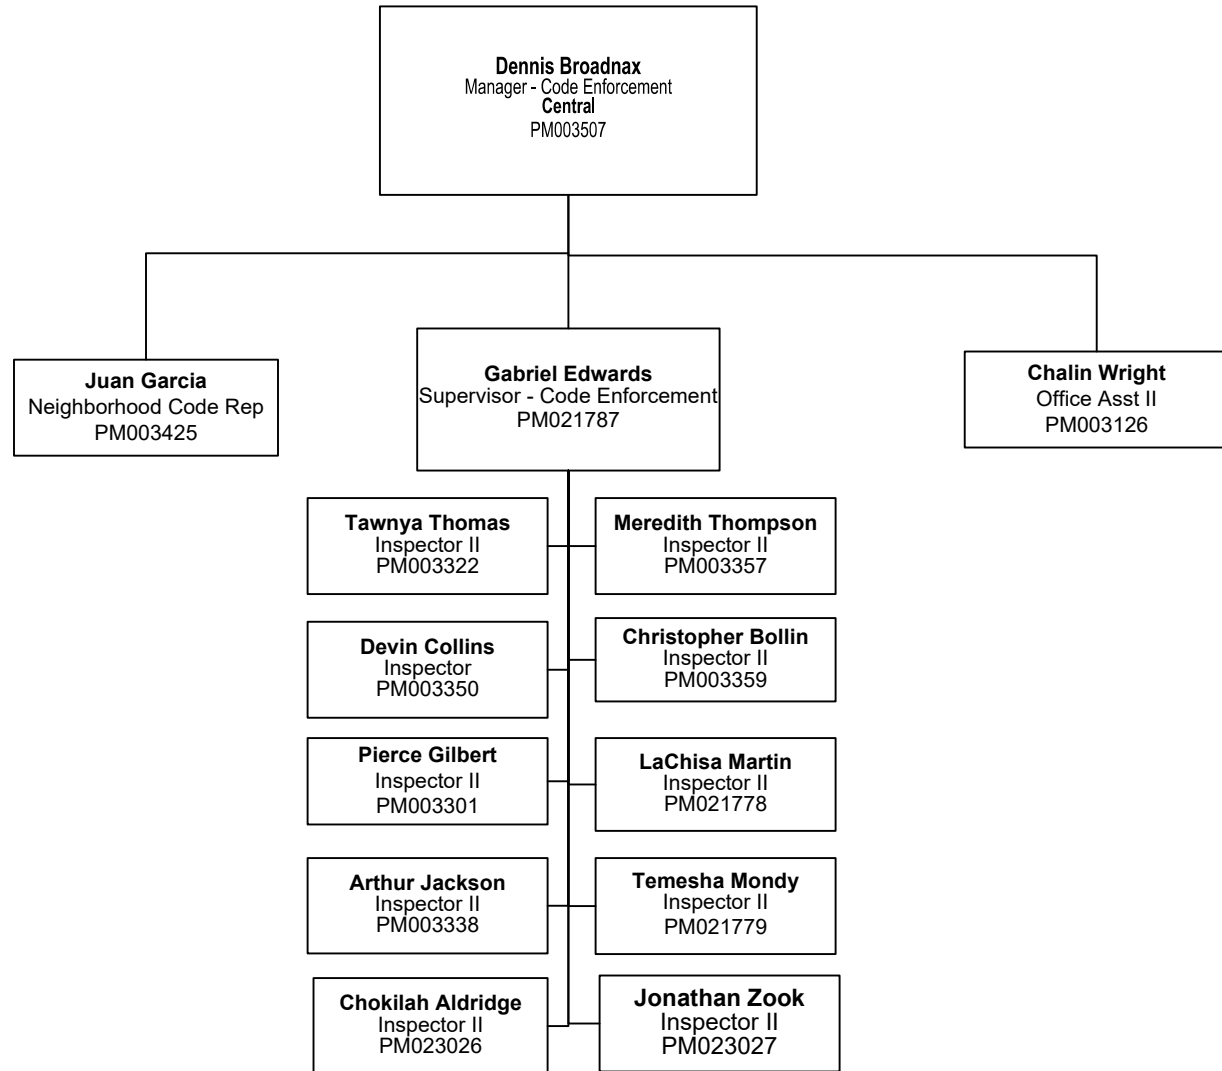 Dennis Broadnax
Manager - Code Enforcement
Central
PM003507
Juan Garcia
Neighborhood Code Rep
PM003425
Gabriel Edwards
Supervisor - Code Enforcement
PM021787
Chalin Wright
Office Asst II
PM003126
Tawnya Thomas
Inspector II
PM003322
Meredith Thompson
Inspector II
PM003357
Devin Collins
Inspector
PM003350
Christopher Bollin
Inspector II
PM003359
Pierce Gilbert
Inspector II
PM003301
LaChisa Martin
Inspector II
PM021778
Arthur Jackson
Inspector II
PM003338
Temesha Mondy
Inspector II
PM021779
Chokilah Aldridge
Inspector II
PM023026
Jonathan Zook
Inspector II
PM023027